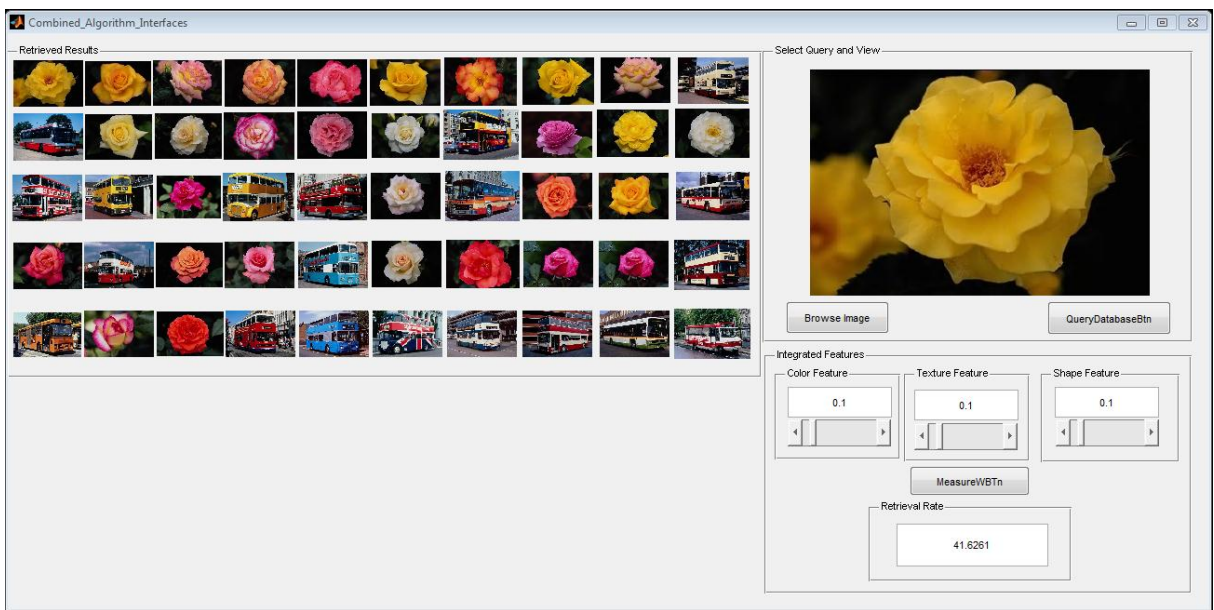 Combined_Algorithm_Interfaces
Retrieved Results
Select Query and View
Browse Image
QueryDatabaseBtn
Integrated Features
Color Feature
Texture Feature
Shape Feature
0.1
0.1
0.1
MeasureWBTn
Retrieval Rate
41.6261